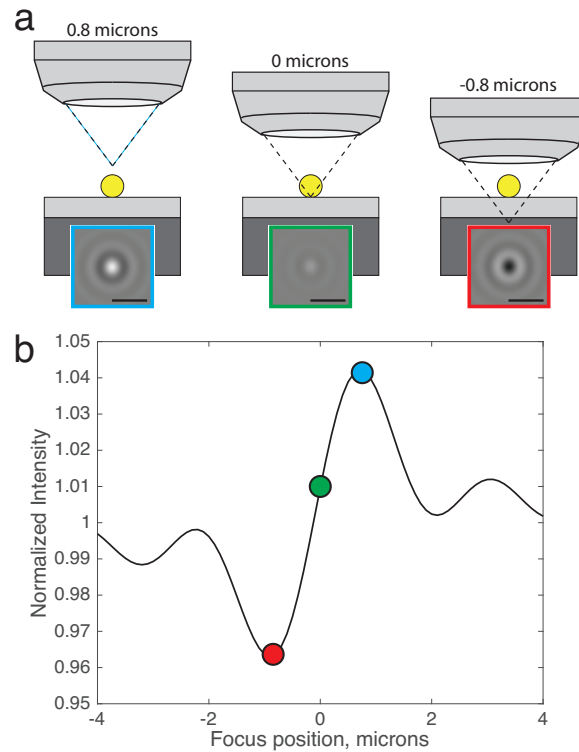 a
0.8 microns
0 microns
-0.8 microns
b
1.05
1.04
1.03
1.02
1.01
1
0.99
0.98
0.97
0.96
0.95
Normalized Intensity
-4
-2
0
2
4
Focus position, microns